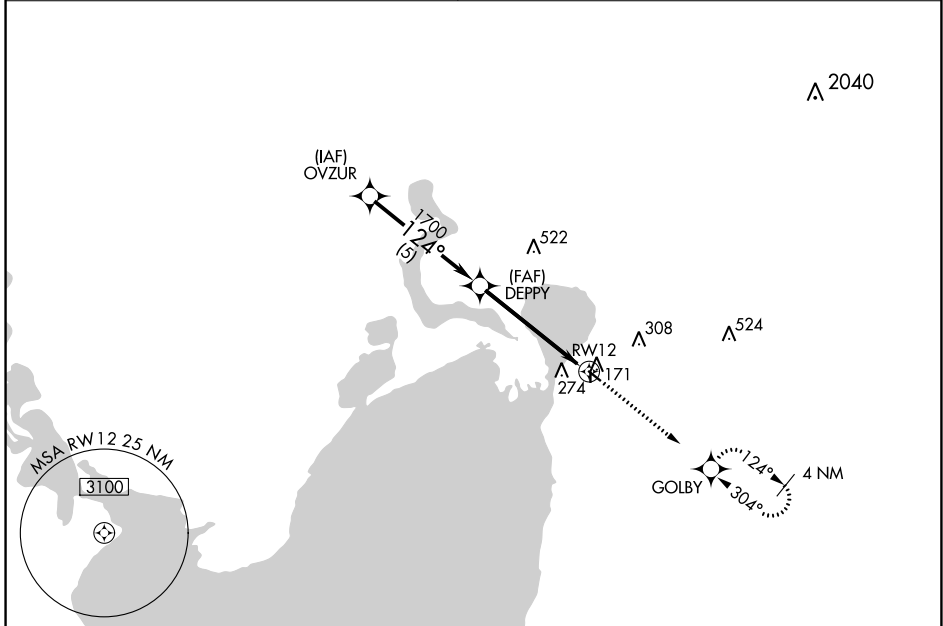 2040
(IAF)
OVZUR
1700
124°
(5)
522
(FAF)
DEPPY
308
524
RW12
171
274
MSA RW12 25 NM
3100
GOLBY
124°
304°
4 NM